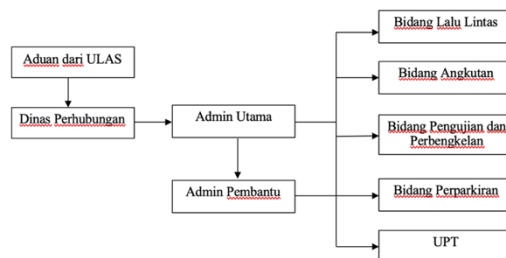 Aduan dari ULAS
Dinas Perhubungan
Admin Utama
Admin Pembantu
Bidang Lalu Lintas
Bidang Angkutan
Bidang Pengujian dan
Perbengkelan
Bidang Perparkiran
UPT